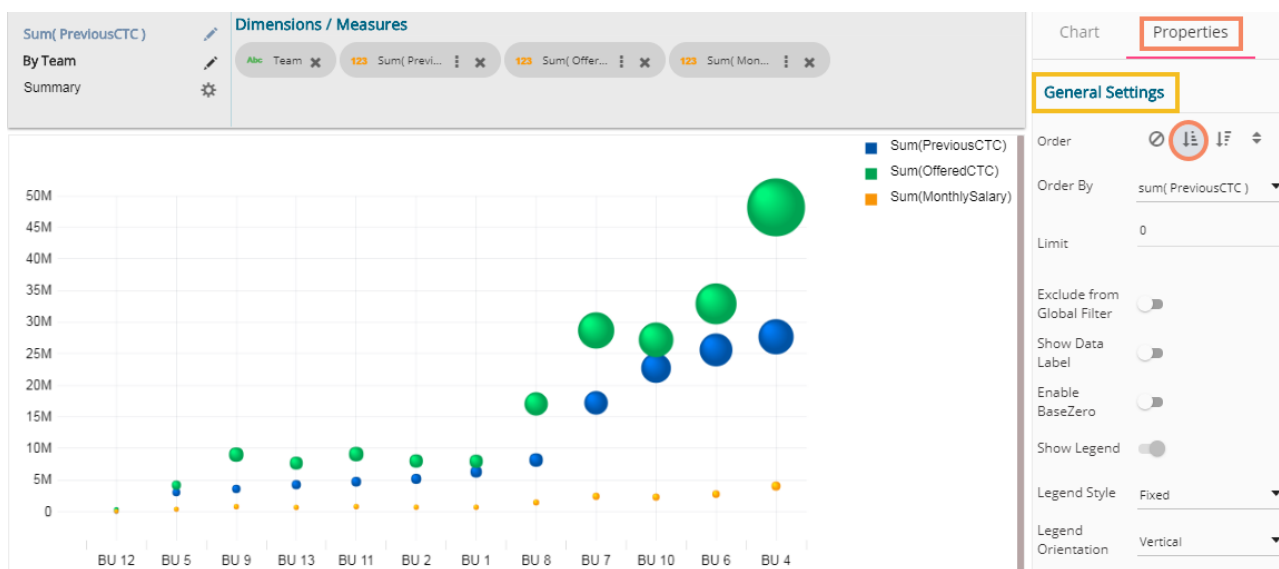 Sum( PreviousCTC )
By Team
Summary
Dimensions / Measures
Abc Team
123 Sum( Previ...
123 Sum( Offer...
123 Sum( Mon...
Chart Properties
General Settings
Order
Order By sum( PreviousCTC )
Limit 0
Exclude from
Global Filter
Show Data
Label
Enable
BaseZero
Show Legend
Legend Style Fixed
Legend
Orientation Vertical
Sum(PreviousCTC)
Sum(OfferedCTC)
Sum(MonthlySalary)
50M
45M
40M
35M
30M
25M
20M
15M
10M
5M
0
BU 12 BU 5 BU 9 BU 13 BU 11 BU 2 BU 1 BU 8 BU 7 BU 10 BU 6 BU 4